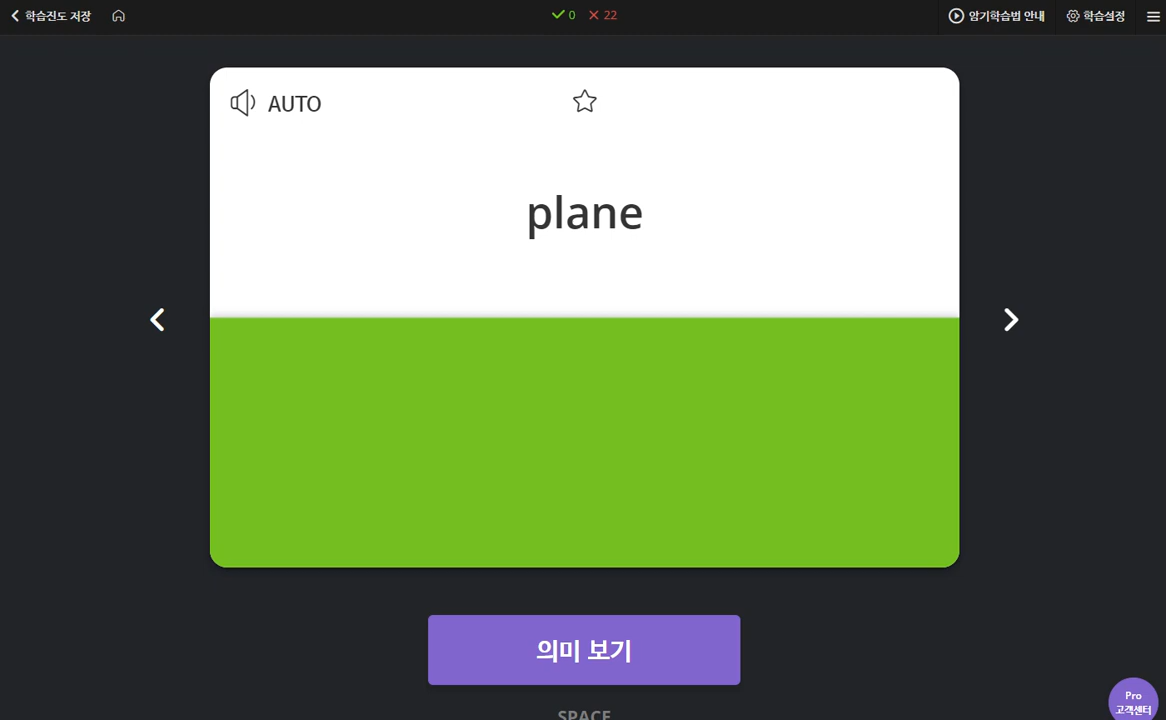 학습진도 저장
0 22
암기학습법 안내
학습설정
AUTO
plane
의미 보기
SPACE
Pro
고객센터